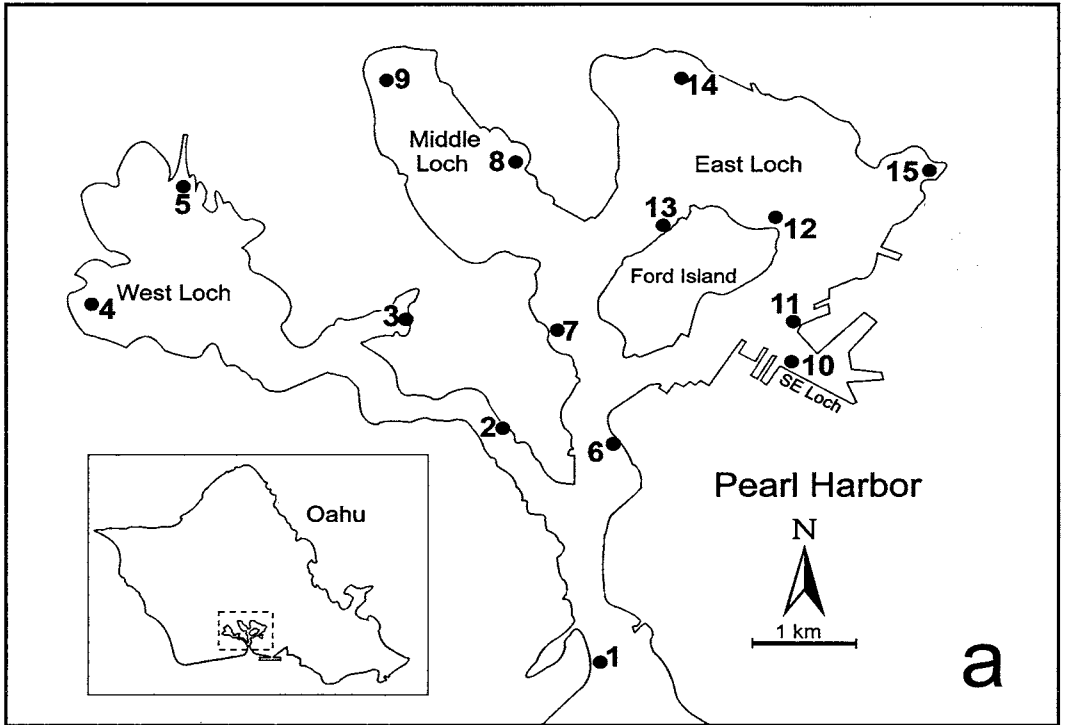 9
14
Middle
Loch
8
East Loch
15
5
13
12
Ford Island
West Loch
4
3
11
7
10
SE Loch
2
6
Pearl Harbor
Oahu
N
1 km
1
a